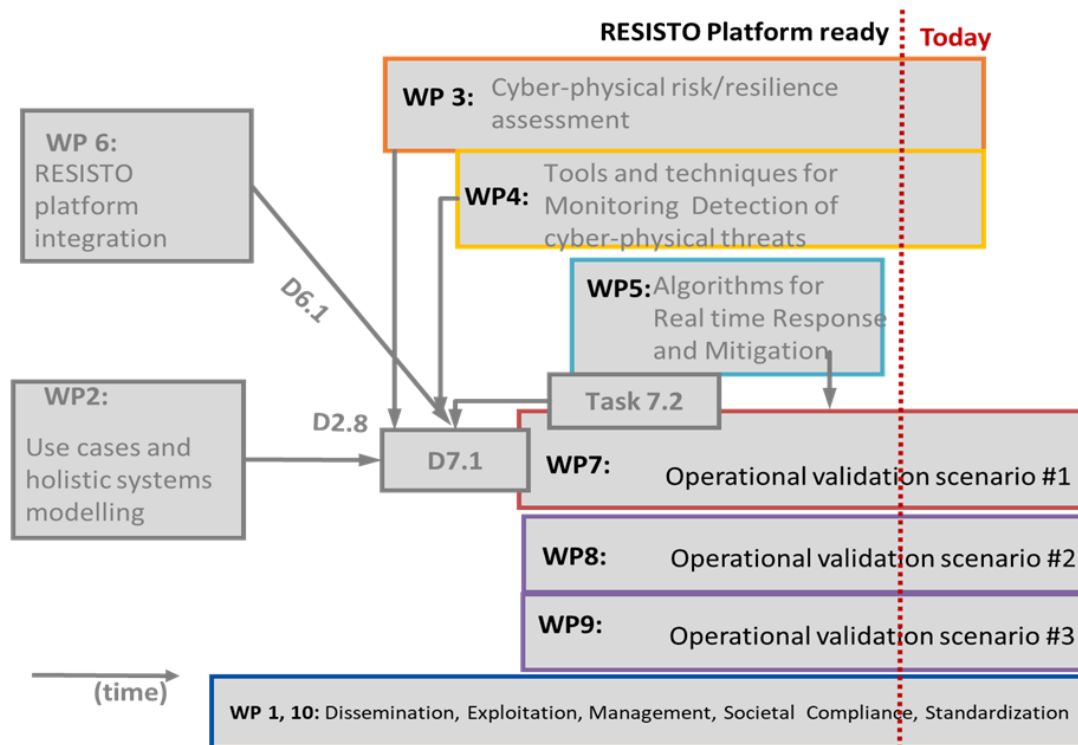 RESISTO Platform ready
Today
WP 3: Cyber-physical risk/resilience
assessment
WP 6:
RESISTO
platform
integration
WP4: Tools and techniques for
Monitoring Detection of
cyber-physical threats
D6.1
WP5: Algorithms for
Real time Response
and Mitigation
WP2:
Use cases and
holistic systems
modelling
D2.8
Task 7.2
D7.1
WP7: Operational validation scenario #1
WP8: Operational validation scenario #2
WP9: Operational validation scenario #3
(time)
WP 1, 10: Dissemination, Exploitation, Management, Societal Compliance, Standardization